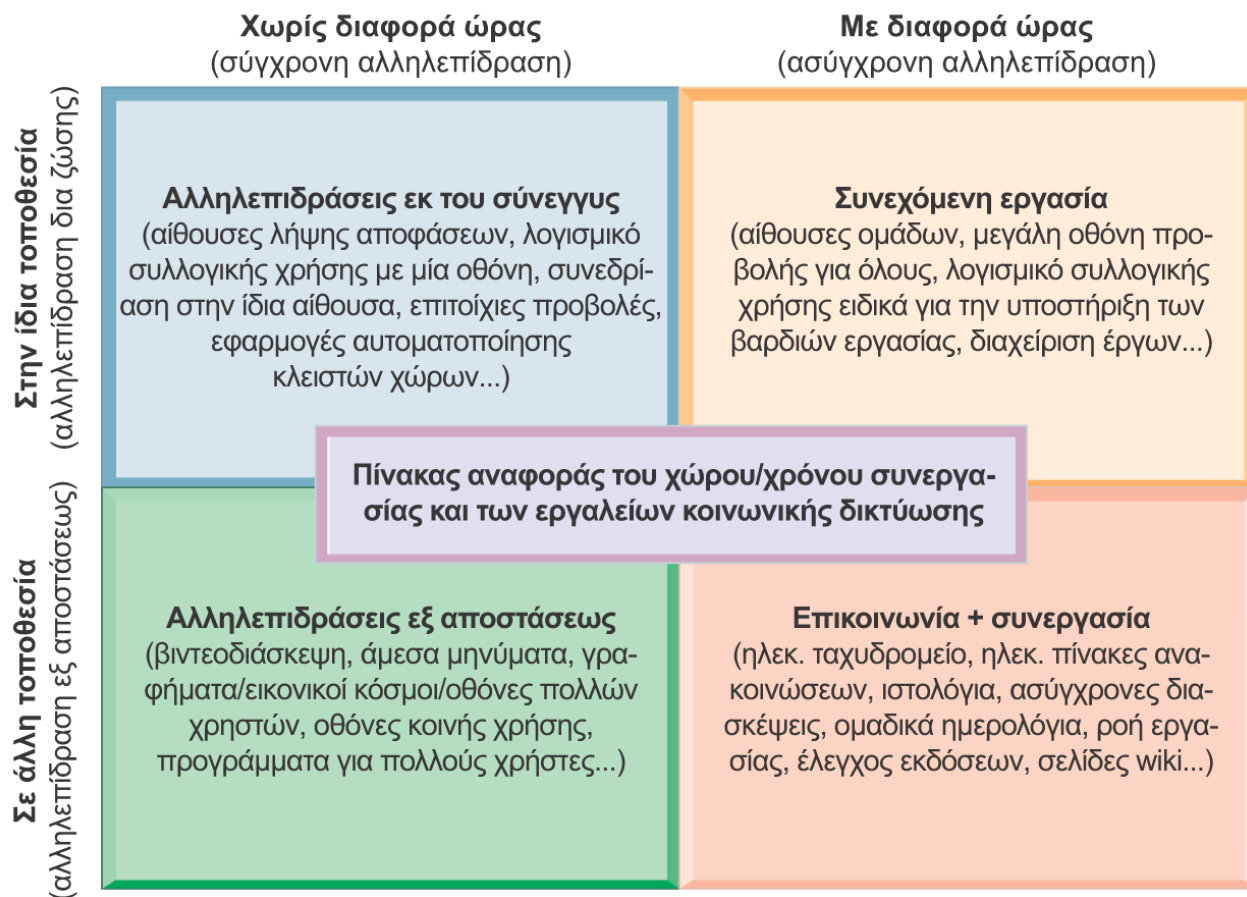 Χωρίς διαφορά ώρας
(σύγχρονη αλληλεπίδραση)
Με διαφορά ώρας
(ασύγχρονη αλληλεπίδραση)
Στην ίδια τοποθεσία
(αλληλεπίδραση δια ζώσης)
Αλληλεπιδράσεις εκ του σύνεγγυς
(αίθουσες λήψης αποφάσεων, λογισμικό
συλλογικής χρήσης με μία οθόνη, συνεδρί-
αση στην ίδια αίθουσα, επιτοίχιες προβολές,
εφαρμογές αυτοματοποίησης
κλειστών χώρων...)
Συνεχόμενη εργασία
(αίθουσες ομάδων, μεγάλη οθόνη προ-
βολής για όλους, λογισμικό συλλογικής
χρήσης ειδικά για την υποστήριξη των
βαρδιών εργασίας, διαχείριση έργων...)
Πίνακας αναφοράς του χώρου/χρόνου συνεργα-
σίας και των εργαλείων κοινωνικής δικτύωσης
Σε άλλη τοποθεσία
(αλληλεπίδραση εξ αποστάσεως)
Αλληλεπιδράσεις εξ αποστάσεως
(βιντεοδιάσκεψη, άμεσα μηνύματα, γρα-
φήματα/εικονικοί κόσμοι/οθόνες πολλών
χρηστών, οθόνες κοινής χρήσης,
προγράμματα για πολλούς χρήστες...)
Επικοινωνία + συνεργασία
(ηλεκ. ταχυδρομείο, ηλεκ. πίνακες ανα-
κοινώσεων, ιστολόγια, ασύγχρονες δια-
σκέψεις, ομαδικά ημερολόγια, ροή εργα-
σίας, έλεγχος εκδόσεων, σελίδες wiki...)